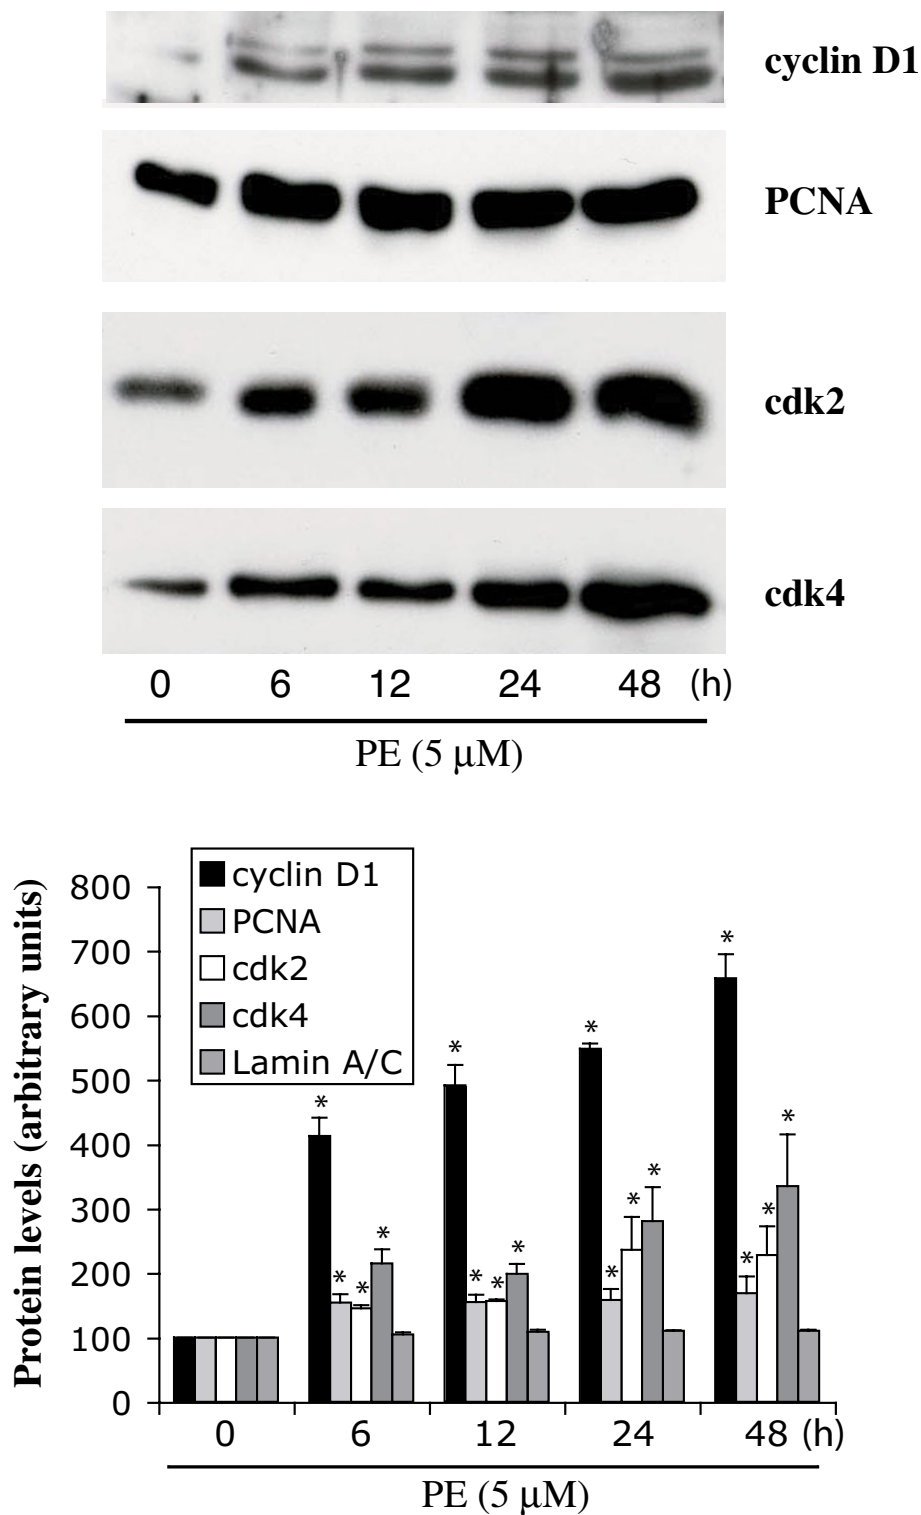 cyclin D1
PCNA
cdk2
cdk4
0 6 12 24 48 (h)
PE (5 μM)
Protein levels (arbitrary units)
800
700
600
500
400
300
200
100
0
cyclin D1
PCNA
cdk2
cdk4
Lamin A/C
*
* * *
*
* * *
*
* * *
*
* * *
0 6 12 24 48 (h)
PE (5 μM)